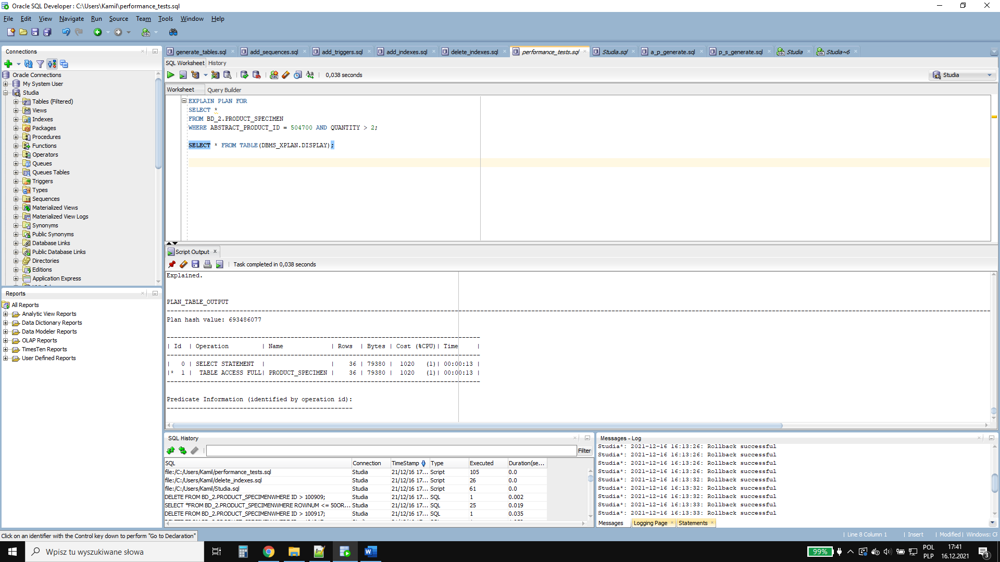 Oracle SQL Developer : C:\Users\Kamil\performance_tests.sql
File Edit View Navigate Run Source Team Tools Window Help
Connections
Oracle Connections
My System User
Studia
Tables (Filtered)
Views
Indexes
Packages
Procedures
Functions
Operators
Queues
Queues Tables
Triggers
Types
Sequences
Materialized Views
Materialized View Logs
Synonyms
Public Synonyms
Database Links
Public Database Links
Directories
Editions
Application Express
Reports
All Reports
Analytic View Reports
Data Dictionary Reports
Data Modeler Reports
OLAP Reports
TimesTen Reports
User Defined Reports
generate_tables.sql add_sequences.sql add_triggers.sql add_indexes.sql delete_indexes.sql performance_tests.sql Studia.sql a_p_generate.sql p_s_generate.sql Studia Studia~6
SQL Worksheet History
0,038 seconds
Studia
Worksheet Query Builder
EXPLAIN PLAN FOR
SELECT *
FROM BD_2.PRODUCT_SPECIMEN
WHERE ABSTRACT_PRODUCT_ID = 504700 AND QUANTITY > 2;
SELECT * FROM TABLE(DBMS_XPLAN.DISPLAY);
Script Output
Task completed in 0,038 seconds
Explained.
PLAN_TABLE_OUTPUT
Plan hash value: 693486077
| Id | Operation | Name | Rows | Bytes | Cost (%CPU)| Time |
| 0 | SELECT STATEMENT | | 36 | 79380 | 1020 (1)| 00:00:13 |
|* 1 | TABLE ACCESS FULL| PRODUCT_SPECIMEN | 36 | 79380 | 1020 (1)| 00:00:13 |
Predicate Information (identified by operation id):
SQL History
Filter
SQL Connection TimeStamp Type Executed Duration(se...
file:/C:/Users/Kamil/performance_tests.sql Studia 21/12/16 17... Script 105 0.0
file:/C:/Users/Kamil/delete_indexes.sql Studia 21/12/16 17... Script 26 0.0
file:/C:/Users/Kamil/Studia.sql Studia 21/12/16 17... Script 61 0.0
DELETE FROM BD_2.PRODUCT_SPECIMENWHERE ID > 100909; Studia 21/12/16 17... SQL 1 0.002
SELECT *FROM BD_2.PRODUCT_SPECIMENWHERE ROWNUM <= 50OR... Studia 21/12/16 17... SQL 25 0.019
DELETE FROM BD_2.PRODUCT_SPECIMENWHERE ID > 100917; Studia 21/12/16 17... SQL 1 0.035
Messages - Log
Studia*: 2021-12-16 16:13:26: Rollback successful
Studia*: 2021-12-16 16:13:26: Rollback successful
Studia*: 2021-12-16 16:13:26: Rollback successful
Studia*: 2021-12-16 16:13:26: Rollback successful
Studia*: 2021-12-16 16:13:32: Rollback successful
Studia*: 2021-12-16 16:13:32: Rollback successful
Studia*: 2021-12-16 16:13:32: Rollback successful
Studia*: 2021-12-16 16:13:33: Rollback successful
Studia*: 2021-12-16 16:13:33: Rollback successful
Messages Logging Page Statements
Click on an identifier with the Control key down to perform "Go to Declaration"
Line 8 Column 1 Insert Modified Windows: CF
Wpisz tu wyszukiwane słowa
99%
POL
PLP
17:41
16.12.2021
3